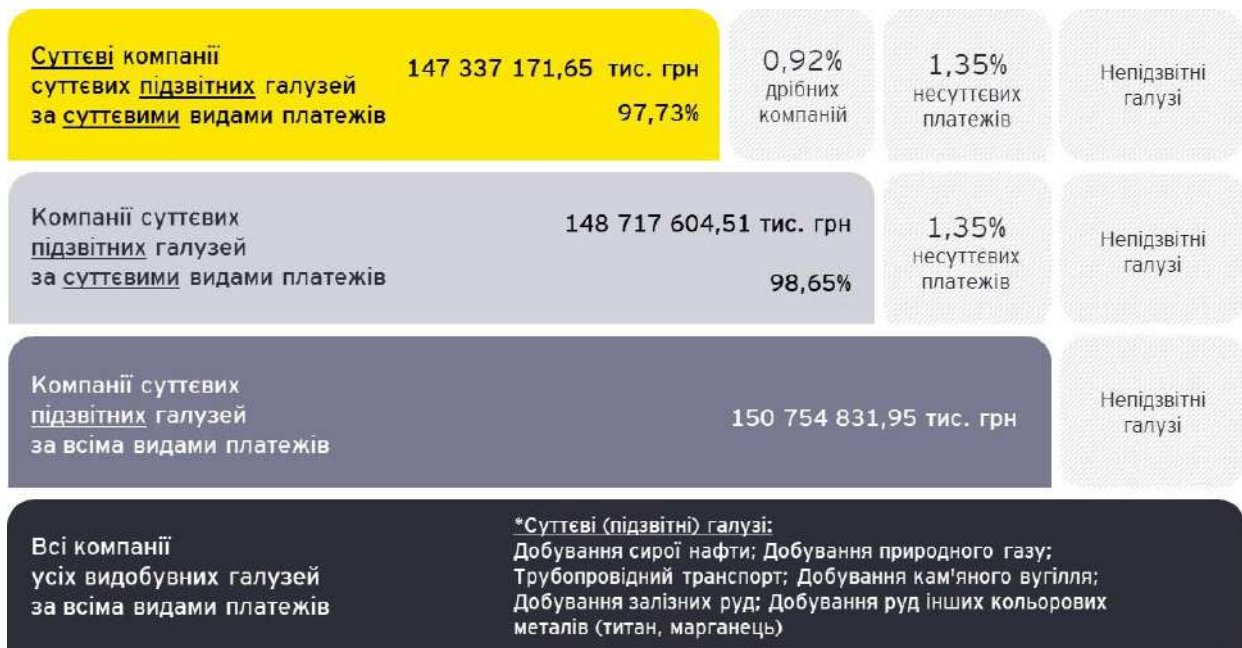 Суттєві компанії
суттєвих підзвітних галузей
за суттєвими видами платежів
147 337 171,65 тис. грн
97,73%
0,92%
дрібних
компаній
1,35%
несуттєвих
платежів
Непідзвітні
галузі
Компанії суттєвих
підзвітних галузей
за суттєвими видами платежів
148 717 604,51 тис. грн
98,65%
1,35%
несуттєвих
платежів
Непідзвітні
галузі
Компанії суттєвих
підзвітних галузей
за всіма видами платежів
150 754 831,95 тис. грн
Непідзвітні
галузі
Всі компанії
усіх видобувних галузей
за всіма видами платежів
*Суттєві (підзвітні) галузі:
Добування сирої нафти; Добування природного газу;
Трубопровідний транспорт; Добування кам'яного вугілля;
Добування залізних руд; Добування руд інших кольорових
металів (титан, марганець)